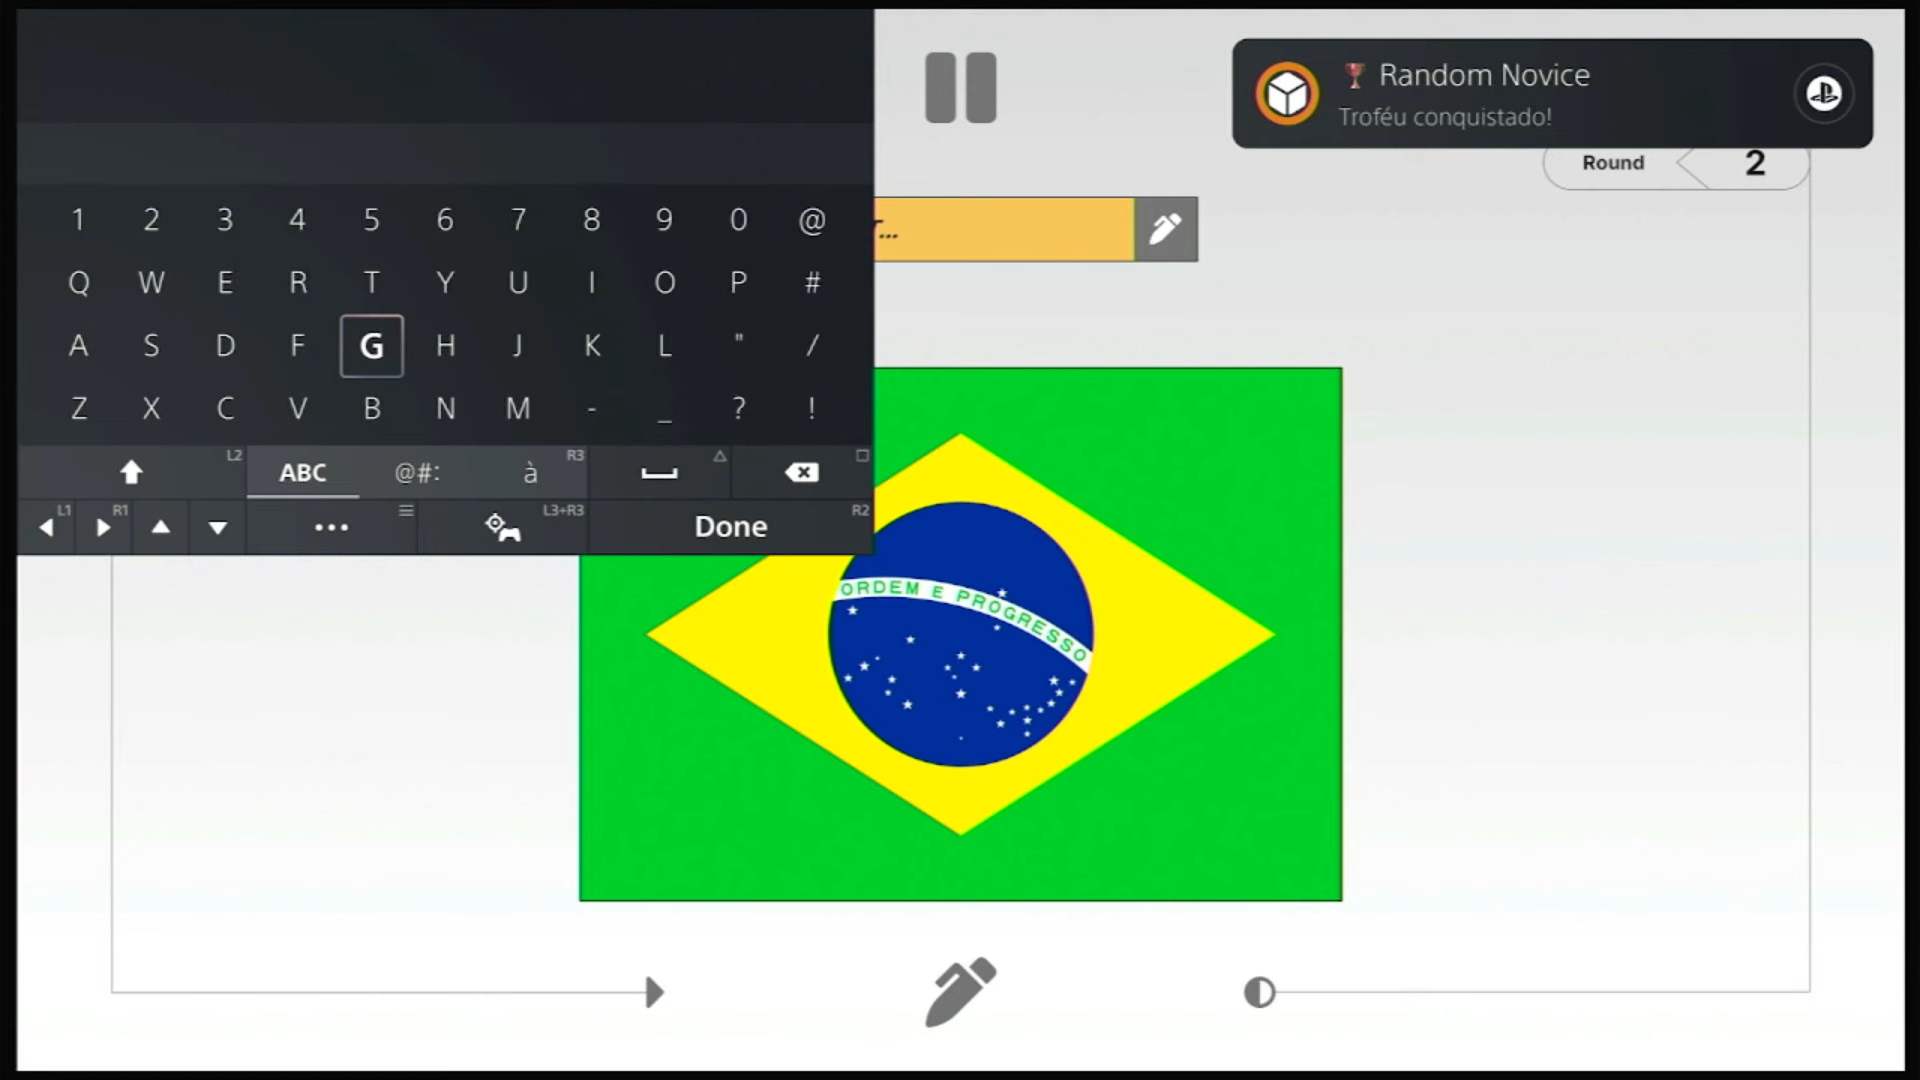 Random Novice
Troféu conquistado!
Round 2
r...
1 2 3 4 5 6 7 8 9 0 @
Q W E R T Y U I O P #
A S D F G H J K L " /
Z X C V B N M - _ ? !
L2 ABC @#: à R3
L1 R1 ... L3+R3 Done R2
ORDEM E PROGRESSO